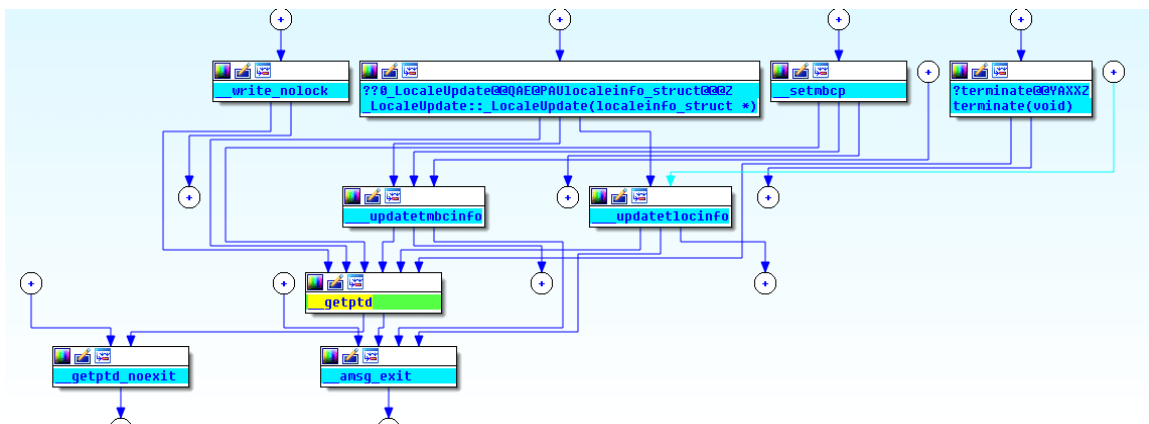 __write_nolock
??0_LocaleUpdate@@QAE@PAUlocaleinfo_struct@@@Z
_LocaleUpdate::_LocaleUpdate(localeinfo_struct *)
__setmbcp
?terminate@@YAXXZ
terminate(void)
___updatetmbcinfo
___updatetlocinfo
__getptd
__getptd_noexit
__amsg_exit